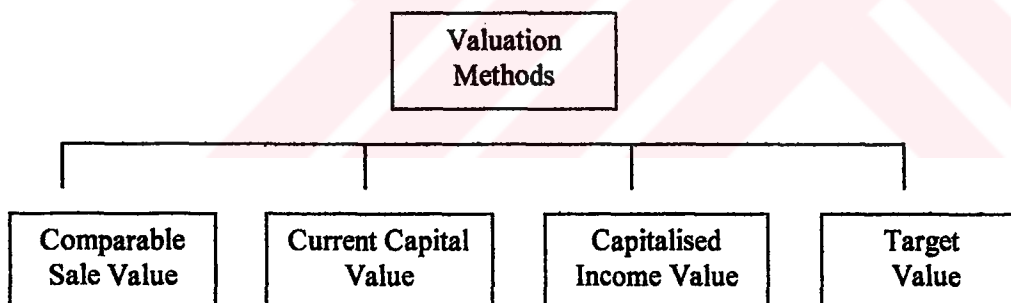 Valuation
Methods
Comparable
Sale Value
Current Capital
Value
Capitalised
Income Value
Target
Value